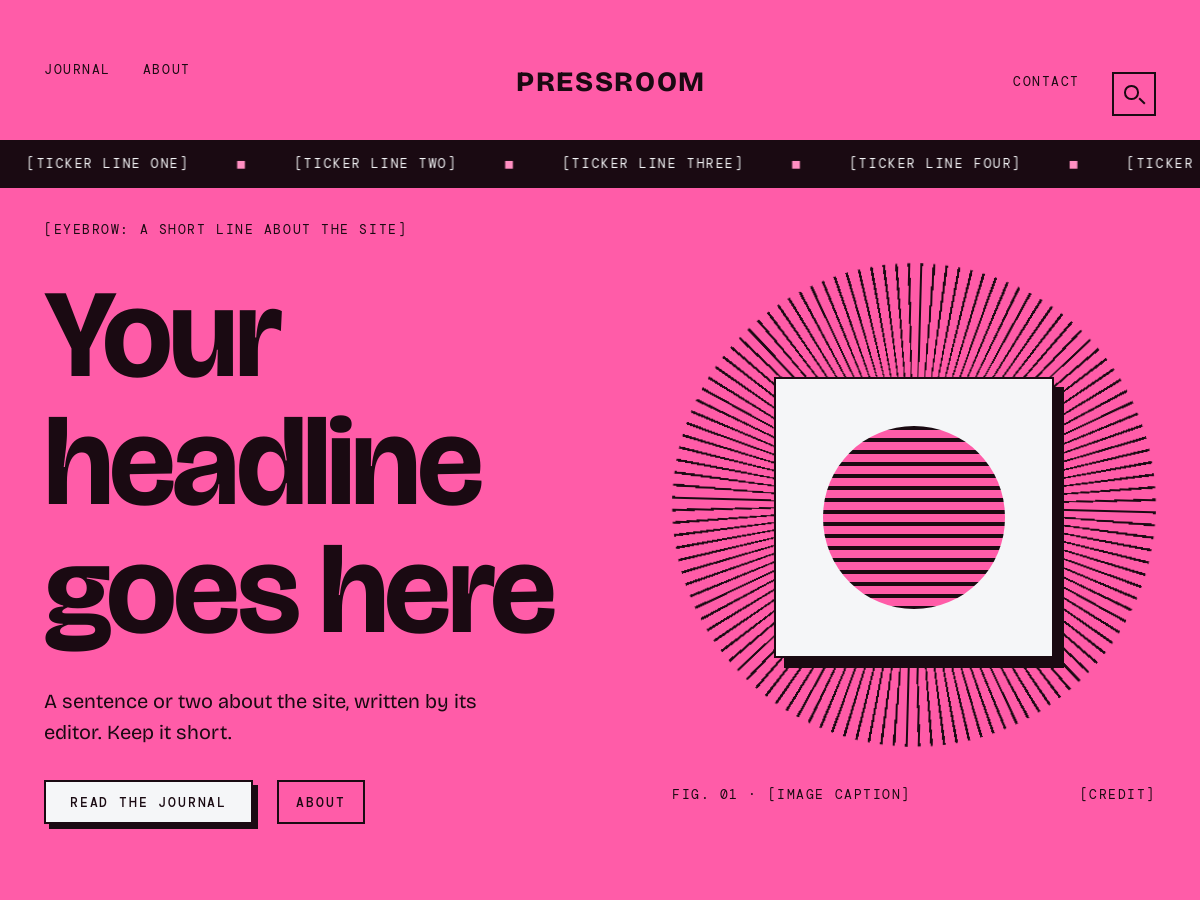 JOURNAL ABOUT
PRESSROOM
CONTACT
[TICKER LINE ONE] ■ [TICKER LINE TWO] ■ [TICKER LINE THREE] ■ [TICKER LINE FOUR] ■ [TICKER
[EYEBROW: A SHORT LINE ABOUT THE SITE]
Your
headline
goes here
A sentence or two about the site, written by its
editor. Keep it short.
READ THE JOURNAL
ABOUT
FIG. 01 · [IMAGE CAPTION]
[CREDIT]